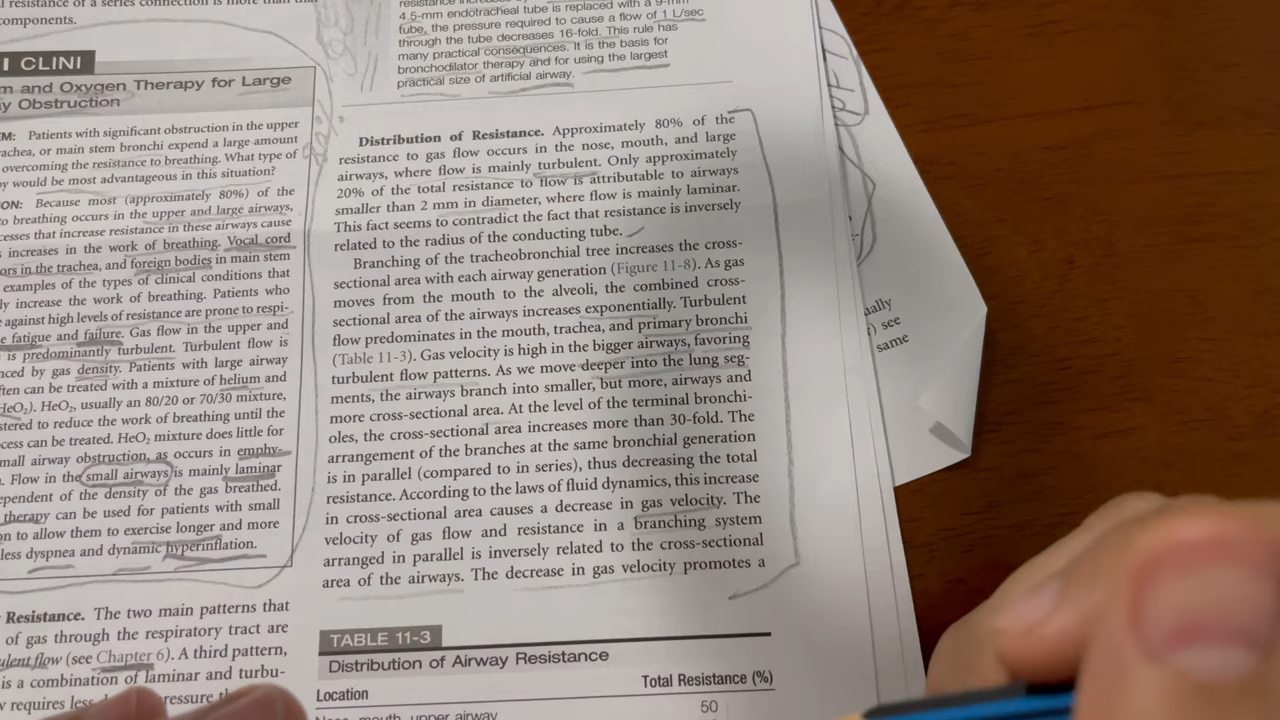 l resistance of a series connection is more than that
components.
I CLINI
m and Oxygen Therapy for Large
y Obstruction
EM: Patients with significant obstruction in the upper
rachea, or main stem bronchi expend a large amount
overcoming the resistance to breathing. What type of
y would be most advantageous in this situation?
ON: Because most (approximately 80%) of the
to breathing occurs in the upper and large airways,
cesses that increase resistance in these airways cause
increases in the work of breathing. Vocal cord
ors in the trachea, and foreign bodies in main stem
examples of the types of clinical conditions that
ly increase the work of breathing. Patients who
against high levels of resistance are prone to respi-
e fatigue and failure. Gas flow in the upper and
is predominantly turbulent. Turbulent flow is
nced by gas density. Patients with large airway
ften can be treated with a mixture of helium and
HeO2). HeO2, usually an 80/20 or 70/30 mixture,
stered to reduce the work of breathing until the
cess can be treated. HeO2 mixture does little for
mall airway obstruction, as occurs in emphy-
. Flow in the small airways is mainly laminar
ependent of the density of the gas breathed.
therapy can be used for patients with small
on to allow them to exercise longer and more
less dyspnea and dynamic hyperinflation.
Resistance. The two main patterns that
of gas through the respiratory tract are
ulent flow (see Chapter 6). A third pattern,
is a combination of laminar and turbu-
w requires less
4.5-mm endotracheal tube is replaced with a 9-mm
tube, the pressure required to cause a flow of 1 L/sec
through the tube decreases 16-fold. This rule has
many practical consequences. It is the basis for
bronchodilator therapy and for using the largest
practical size of artificial airway.
Distribution of Resistance. Approximately 80% of the
resistance to gas flow occurs in the nose, mouth, and large
airways, where flow is mainly turbulent. Only approximately
20% of the total resistance to flow is attributable to airways
smaller than 2 mm in diameter, where flow is mainly laminar.
This fact seems to contradict the fact that resistance is inversely
related to the radius of the conducting tube.
Branching of the tracheobronchial tree increases the cross-
sectional area with each airway generation (Figure 11-8). As gas
moves from the mouth to the alveoli, the combined cross-
sectional area of the airways increases exponentially. Turbulent
flow predominates in the mouth, trachea, and primary bronchi
(Table 11-3). Gas velocity is high in the bigger airways, favoring
turbulent flow patterns. As we move deeper into the lung seg-
ments, the airways branch into smaller, but more, airways and
more cross-sectional area. At the level of the terminal bronchi-
oles, the cross-sectional area increases more than 30-fold. The
arrangement of the branches at the same bronchial generation
is in parallel (compared to in series), thus decreasing the total
resistance. According to the laws of fluid dynamics, this increase
in cross-sectional area causes a decrease in gas velocity. The
velocity of gas flow and resistance in a branching system
arranged in parallel is inversely related to the cross-sectional
area of the airways. The decrease in gas velocity promotes a
TABLE 11-3
Distribution of Airway Resistance
Location Total Resistance (%)
Nose, mouth, upper airway 50
ually
) see
same